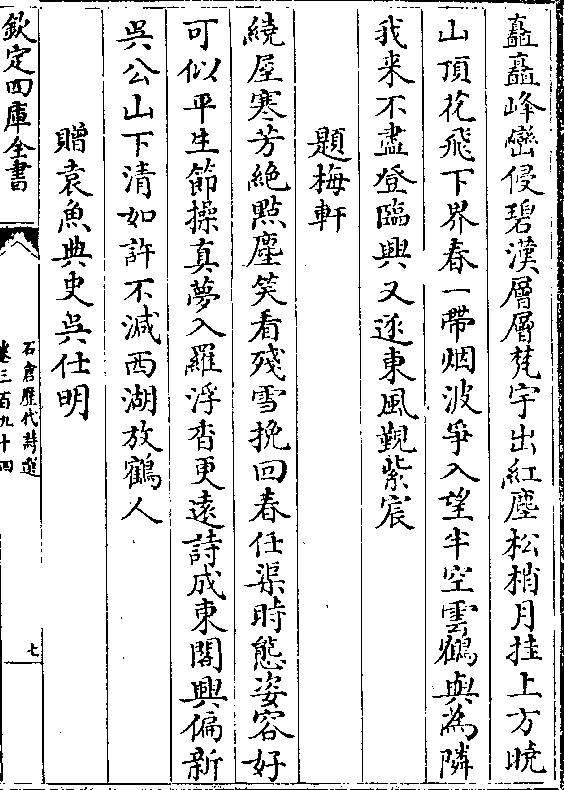 矗矗峰巒侵碧漢層層梵宇出紅塵松梢月挂上方曉
山頂花飛下界春一帶烟波爭入望半空雲鶴與為隣
我来不盡登臨興又逐東風覲紫宸
題梅軒
繞屋寒芳絶㸃塵笑看殘雪挽回春任渠時態姿容好
可似平生節操真夢入羅浮香更遠詩成東閣興偏新
吳公山下清如許不減西湖放鶴人
贈袁魚典史吳仕明
欽定四庫全書
石倉歷代詩選
卷三百九十四
七